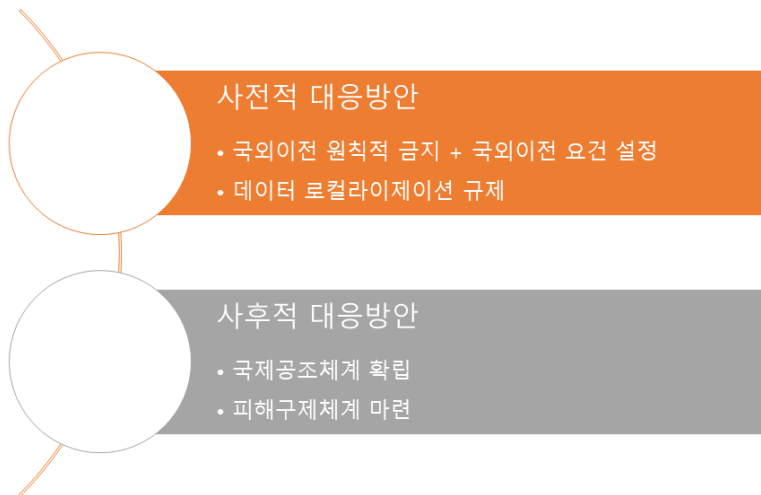 사전적 대응방안
• 국외이전 원칙적 금지 + 국외이전 요건 설정
• 데이터 로컬라이제이션 규제
사후적 대응방안
• 국제공조체계 확립
• 피해구제체계 마련